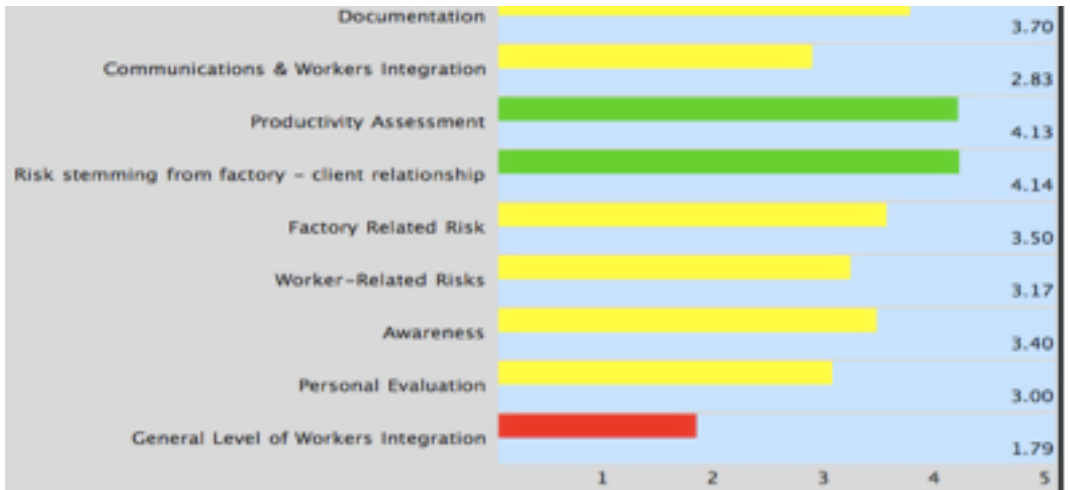 Documentation 3.70
Communications & Workers Integration 2.83
Productivity Assessment 4.13
Risk stemming from factory – client relationship 4.14
Factory Related Risk 3.50
Worker–Related Risks 3.17
Awareness 3.40
Personal Evaluation 3.00
General Level of Workers Integration 1.79
1 2 3 4 5